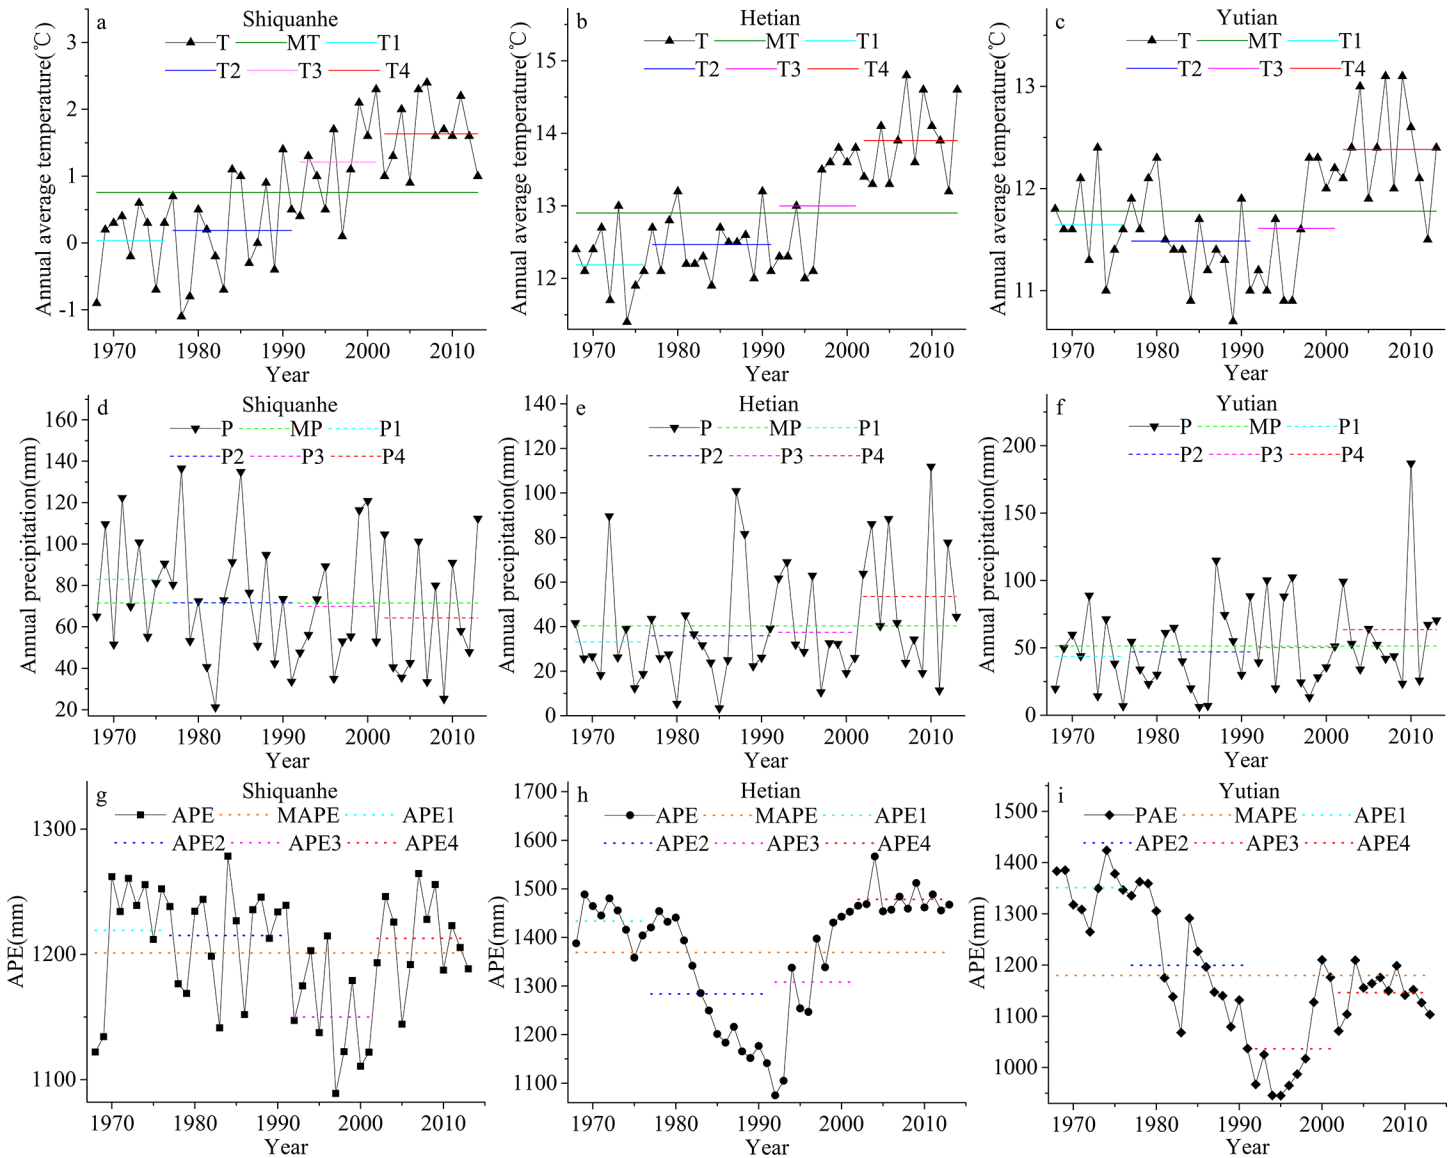 a Shiquanhe
T MT T1
T2 T3 T4
Annual average temperature(℃)
3
2
1
0
-1
1970 1980 1990 2000 2010
Year
b Hetian
T MT T1
T2 T3 T4
Annual average temperature(℃)
15
14
13
12
1970 1980 1990 2000 2010
Year
c Yutian
T MT T1
T2 T3 T4
Annual average temperature(℃)
13
12
11
1970 1980 1990 2000 2010
Year
d Shiquanhe
P MP P1
P2 P3 P4
Annual precipitation(mm)
160
140
120
100
80
60
40
20
1970 1980 1990 2000 2010
Year
e Hetian
P MP P1
P2 P3 P4
Annual precipitation(mm)
140
120
100
80
60
40
20
0
1970 1980 1990 2000 2010
Year
f Yutian
P MP P1
P2 P3 P4
Annual precipitation(mm)
200
150
100
50
0
1970 1980 1990 2000 2010
Year
g Shiquanhe
APE MAPE APE1
APE2 APE3 APE4
APE(mm)
1300
1200
1100
1970 1980 1990 2000 2010
Year
h Hetian
APE MAPE APE1
APE2 APE3 APE4
APE(mm)
1700
1600
1500
1400
1300
1200
1100
1970 1980 1990 2000 2010
Year
i Yutian
PAE MAPE APE1
APE2 APE3 APE4
APE(mm)
1500
1400
1300
1200
1100
1000
1970 1980 1990 2000 2010
Year